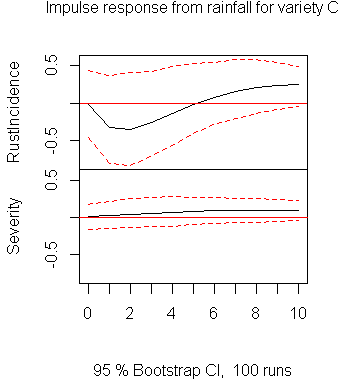 Impulse response from rainfall for variety C
RustIncidence
0.5
-0.5
Severity
0.5
-0.5
0 2 4 6 8 10
95 % Bootstrap CI, 100 runs